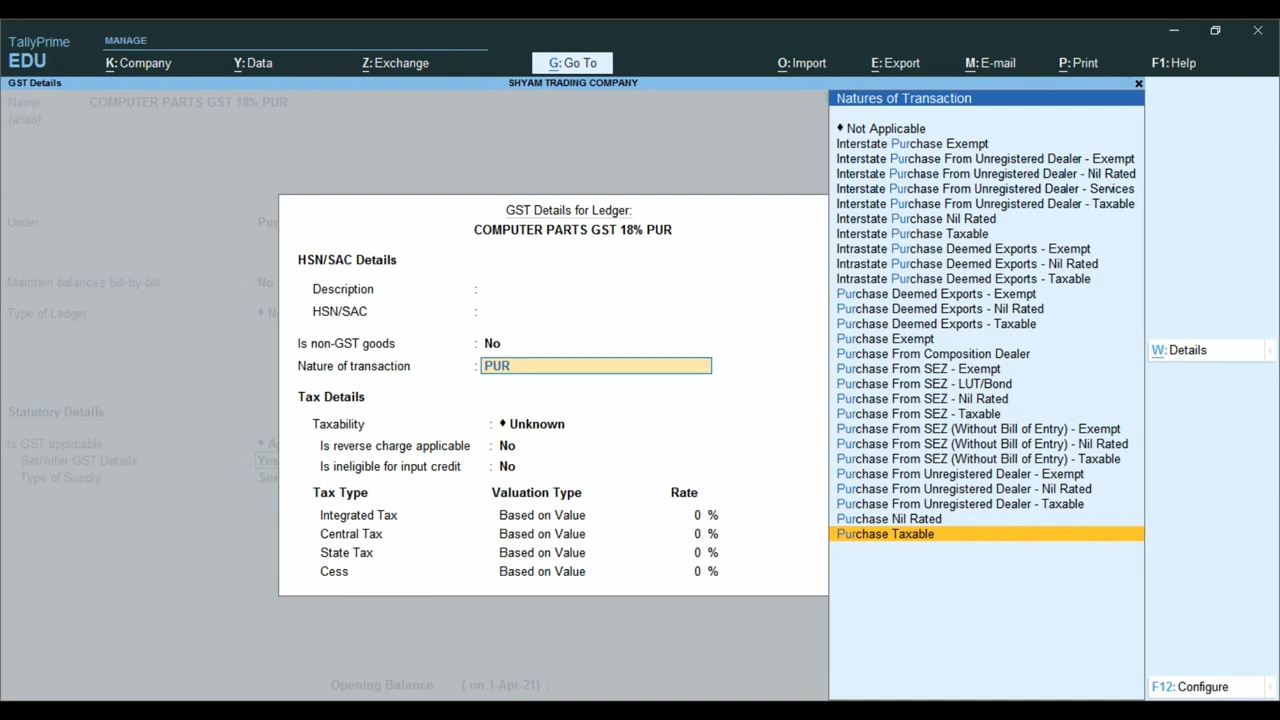 TallyPrime
EDU
MANAGE
K: Company
Y: Data
Z: Exchange
G: Go To
O: Import
E: Export
M: E-mail
P: Print
F1: Help
GST Details
SHYAM TRADING COMPANY
Name COMPUTER PARTS GST 18% PUR
(alias) :
Under : Pur
Maintain balances bill-by-bill : No
Type of Ledger : ♦ No
Statutory Details
Is GST applicable : ♦ A
Set/Alter GST Details : Yes
Type of Supply : Ser
Opening Balance ( on 1-Apr-21) :
GST Details for Ledger:
COMPUTER PARTS GST 18% PUR
HSN/SAC Details
Description :
HSN/SAC :
Is non-GST goods : No
Nature of transaction : PUR
Tax Details
Taxability : ♦ Unknown
Is reverse charge applicable : No
Is ineligible for input credit : No
Tax Type Valuation Type Rate
Integrated Tax Based on Value 0 %
Central Tax Based on Value 0 %
State Tax Based on Value 0 %
Cess Based on Value 0 %
Natures of Transaction
♦ Not Applicable
Interstate Purchase Exempt
Interstate Purchase From Unregistered Dealer - Exempt
Interstate Purchase From Unregistered Dealer - Nil Rated
Interstate Purchase From Unregistered Dealer - Services
Interstate Purchase From Unregistered Dealer - Taxable
Interstate Purchase Nil Rated
Interstate Purchase Taxable
Intrastate Purchase Deemed Exports - Exempt
Intrastate Purchase Deemed Exports - Nil Rated
Intrastate Purchase Deemed Exports - Taxable
Purchase Deemed Exports - Exempt
Purchase Deemed Exports - Nil Rated
Purchase Deemed Exports - Taxable
Purchase Exempt
Purchase From Composition Dealer
Purchase From SEZ - Exempt
Purchase From SEZ - LUT/Bond
Purchase From SEZ - Nil Rated
Purchase From SEZ - Taxable
Purchase From SEZ (Without Bill of Entry) - Exempt
Purchase From SEZ (Without Bill of Entry) - Nil Rated
Purchase From SEZ (Without Bill of Entry) - Taxable
Purchase From Unregistered Dealer - Exempt
Purchase From Unregistered Dealer - Nil Rated
Purchase From Unregistered Dealer - Taxable
Purchase Nil Rated
Purchase Taxable
W: Details
F12: Configure